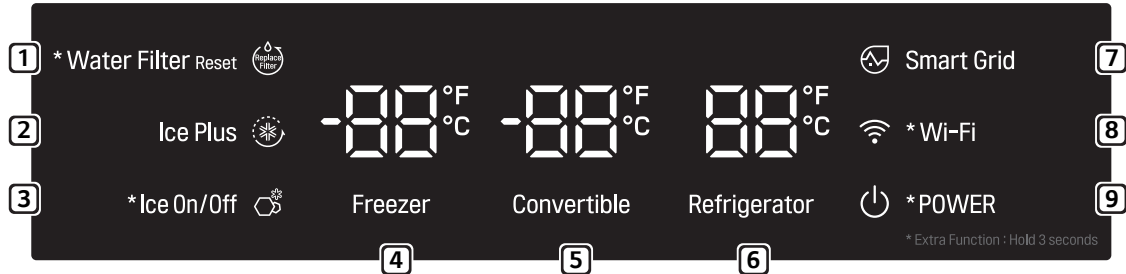 1 * Water Filter Reset Replace Filter
2 Ice Plus
3 * Ice On/Off
-88 °F °C
-88 °F °C
88 °F °C
Freezer
Convertible
Refrigerator
4
5
6
Smart Grid 7
* Wi-Fi 8
* POWER 9
* Extra Function : Hold 3 seconds